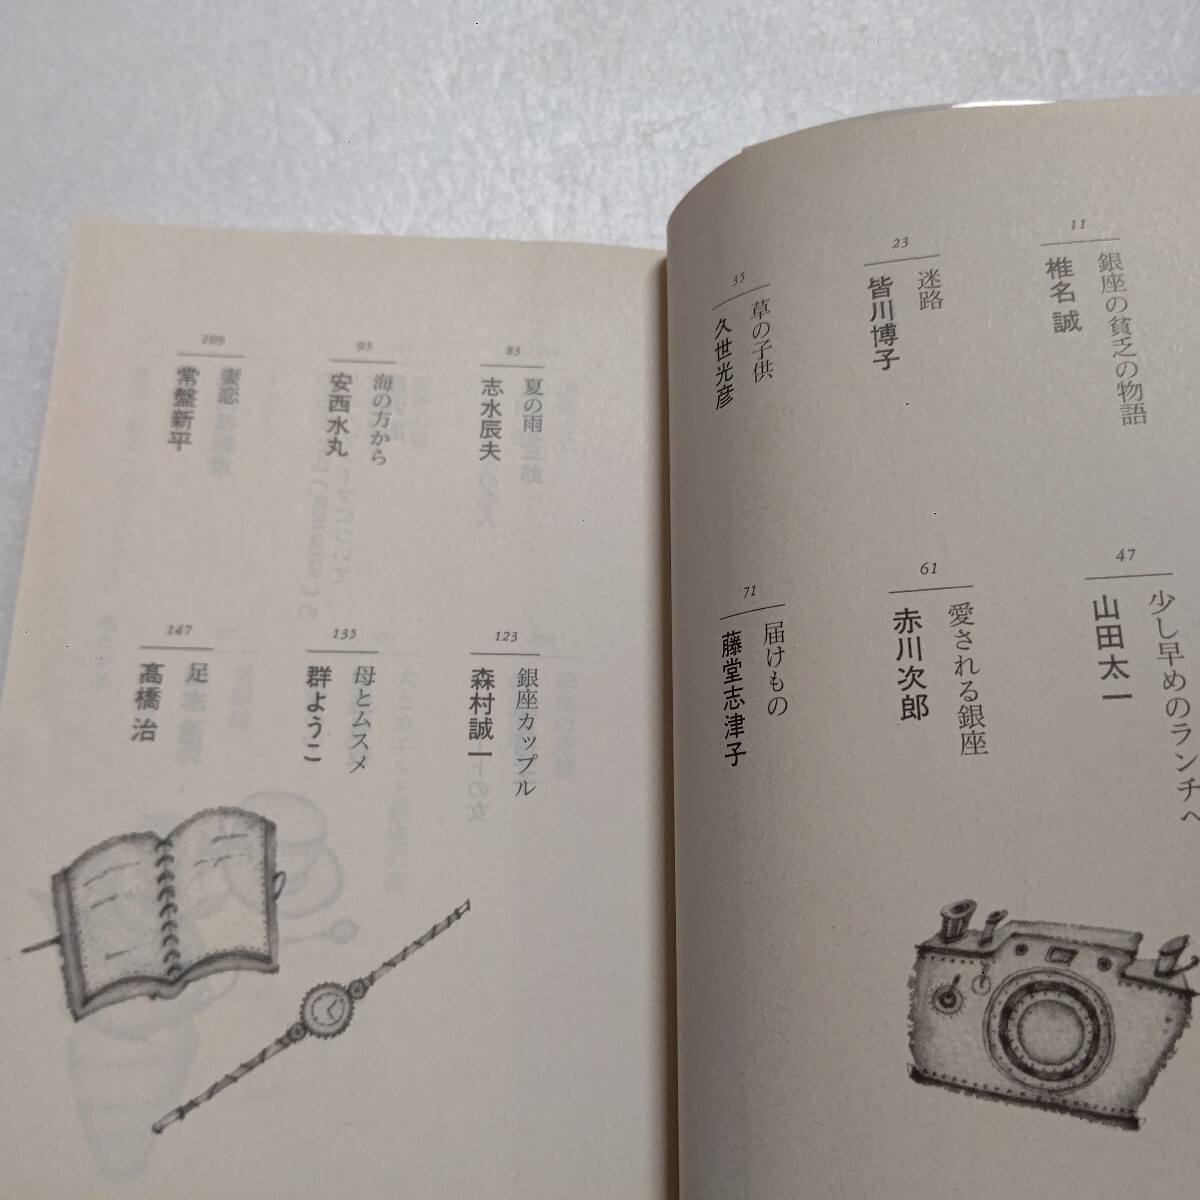 11
銀座の貧乏の物語
椎名 誠
23
迷路
皆川博子
35
草の子供
久世光彦
47
少し早めのランチへ
山田太一
61
愛される銀座
赤川次郎
71
届けもの
藤堂志津子
83
夏の雨
志水辰夫
93
海の方から
安西水丸
109
妻恋
常盤新平
123
銀座カップル
森村誠一
135
母とムスメ
群ようこ
147
足
髙橋 治